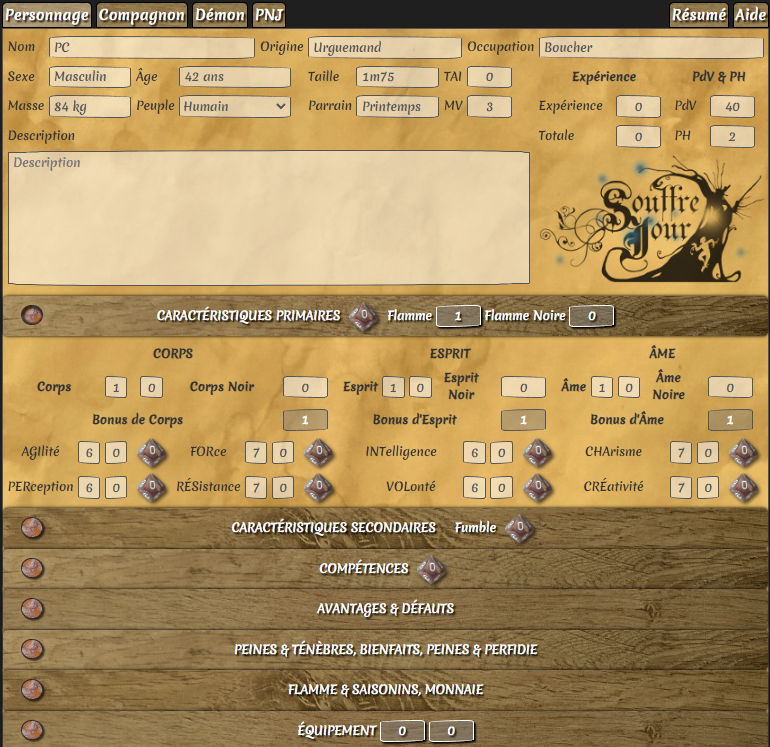 Personnage Compagnon Démon PNJ Résumé Aide
Nom PC Origine Urguemand Occupation Boucher
Sexe Masculin Âge 42 ans Taille 1m75 TAI 0 Expérience PdV & PH
Masse 84 kg Peuple Humain Parrain Printemps MV 3 Expérience 0 PdV 40
Description Totale 0 PH 2
Description
Souffre
Jour
CARACTÉRISTIQUES PRIMAIRES 0 Flamme 1 Flamme Noire 0
CORPS ESPRIT ÂME
Corps 1 0 Corps Noir 0 Esprit 1 0 Esprit Noir 0 Âme 1 0 Âme Noire 0
Bonus de Corps 1 Bonus d'Esprit 1 Bonus d'Âme 1
AGIlité 6 0 0 FORce 7 0 0 INTelligence 6 0 0 CHArisme 7 0 0
PERception 6 0 0 RÉSistance 7 0 0 VOLonté 6 0 0 CRÉativité 7 0 0
CARACTÉRISTIQUES SECONDAIRES Fumble 0
COMPÉTENCES 0
AVANTAGES & DÉFAUTS
PEINES & TÉNÈBRES, BIENFAITS, PEINES & PERFIDIE
FLAMME & SAISONINS, MONNAIE
ÉQUIPEMENT 0 0